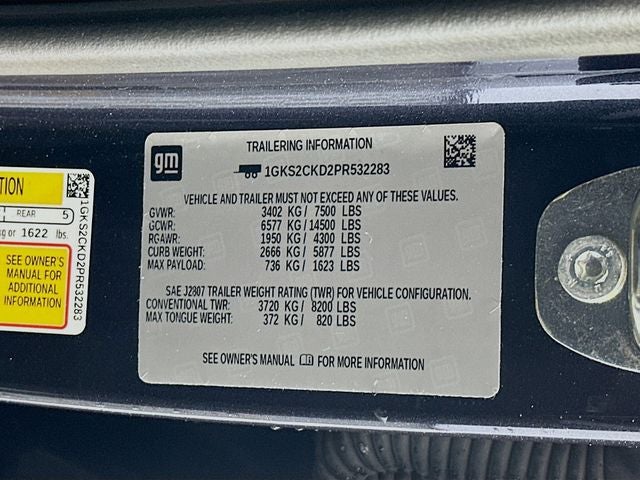 TRAILERING INFORMATION
gm
1GKS2CKD2PR532283
VEHICLE AND TRAILER MUST NOT EXCEED ANY OF THESE VALUES.
GVWR: 3402 KG/ 7500 LBS
GCWR: 6577 KG/14500 LBS
RGAWR: 1950 KG/ 4300 LBS
CURB WEIGHT: 2666 KG/ 5877 LBS
MAX PAYLOAD: 736 KG/ 1623 LBS
SAE J2807 TRAILER WEIGHT RATING (TWR) FOR VEHICLE CONFIGURATION.
CONVENTIONAL TWR: 3720 KG/ 8200 LBS
MAX TONGUE WEIGHT: 372 KG/ 820 LBS
SEE OWNER'S MANUAL FOR MORE INFORMATION
REAR 5
or 1622 lbs.
SEE OWNER'S
MANUAL FOR
ADDITIONAL
INFORMATION
1GKS2CKD2PR532283